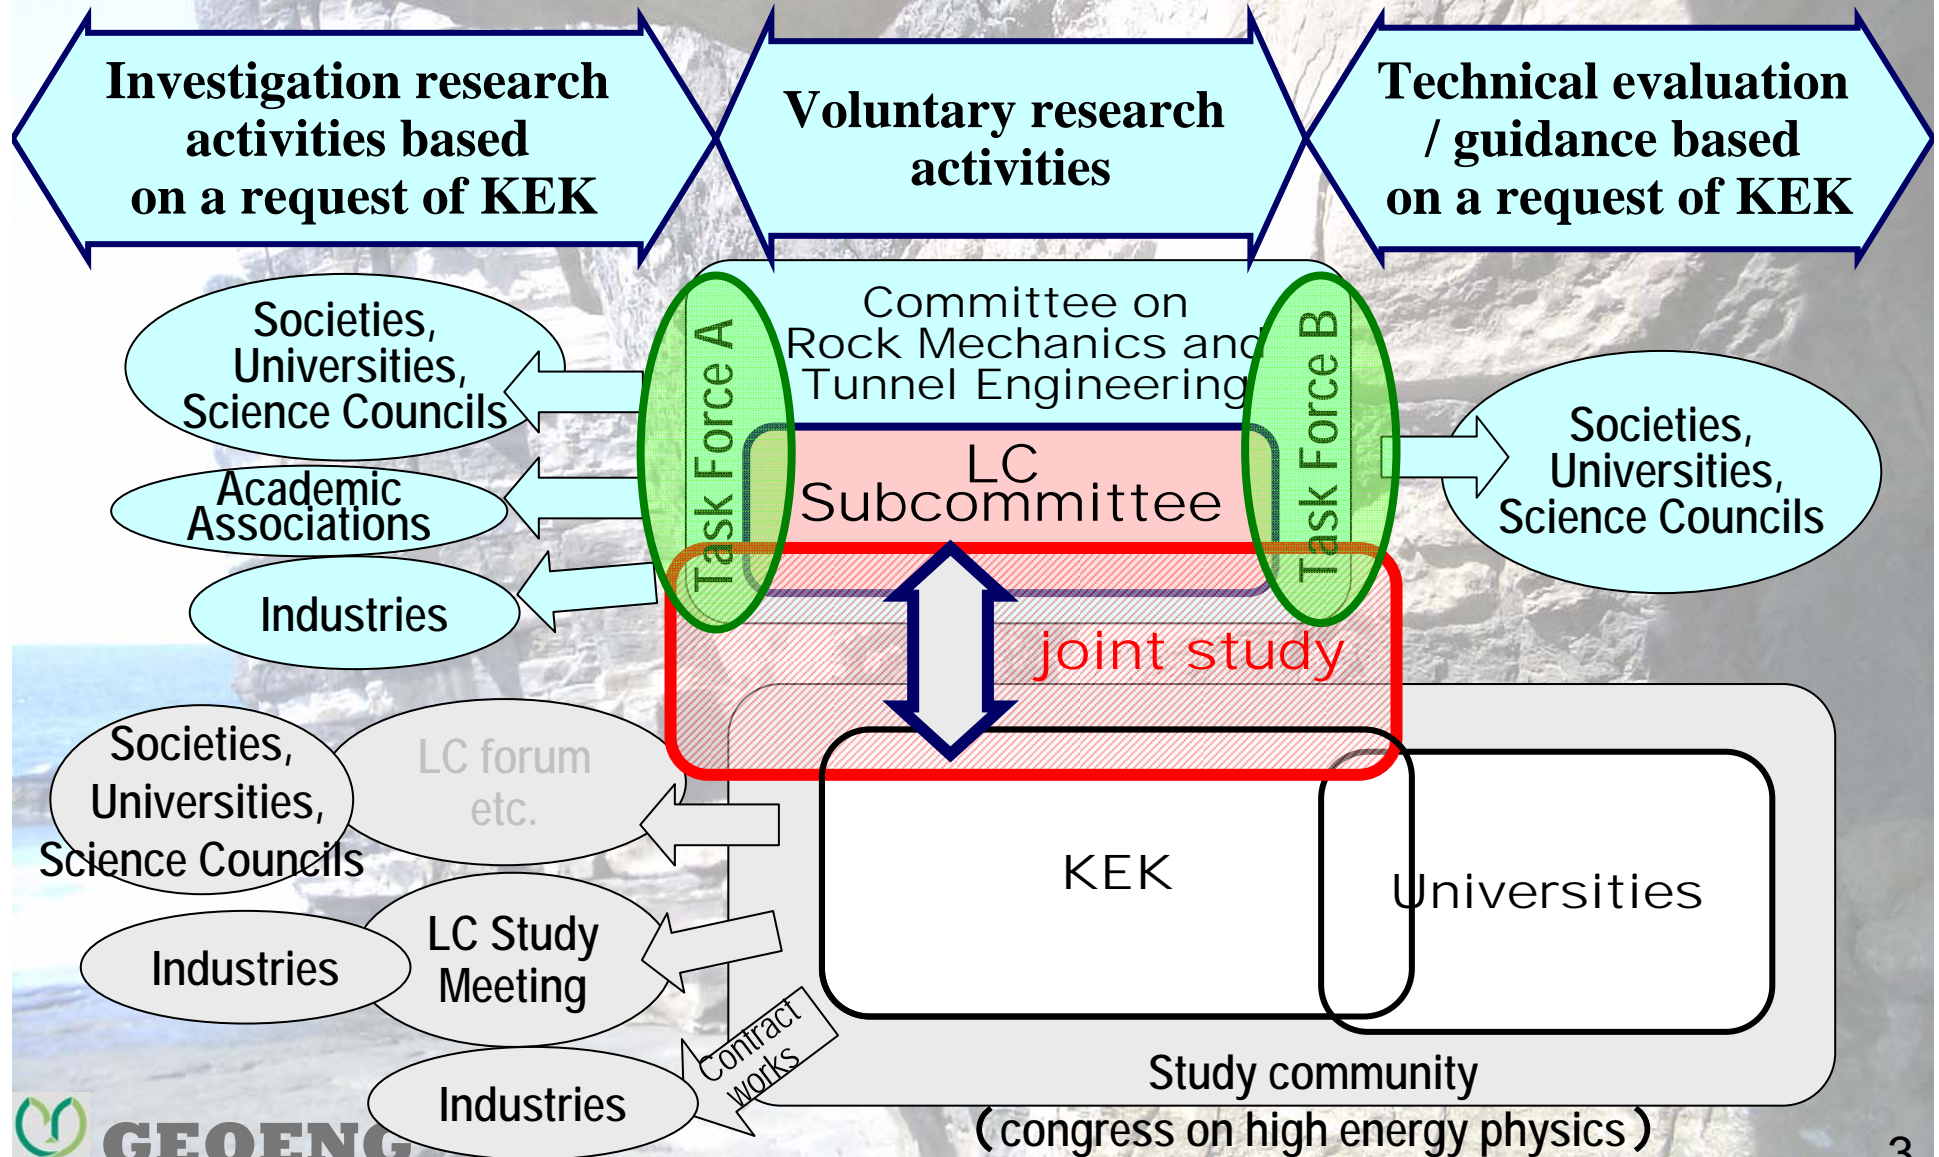 Investigation research
activities based
on a request of KEK
Voluntary research
activities
Technical evaluation
/ guidance based
on a request of KEK
Societies,
Universities,
Science Councils
Academic
Associations
Industries
Task Force A
Committee on
Rock Mechanics and
Tunnel Engineering
LC
Subcommittee
Task Force B
Societies,
Universities,
Science Councils
joint study
Societies,
Universities,
Science Councils
LC forum
etc.
Industries
LC Study
Meeting
Industries
Contract
works
KEK
Universities
Study community
(congress on high energy physics)
GEOENG
3